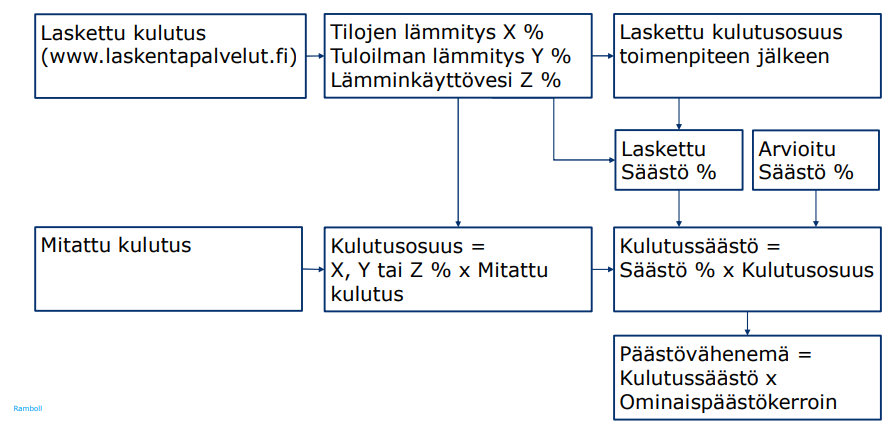 Laskettu kulutus
(www.laskentapalvelut.fi)
Tilojen lämmitys X %
Tuloilman lämmitys Y %
Lämminkäyttövesi Z %
Laskettu kulutusosuus
toimenpiteen jälkeen
Laskettu
Säästö %
Arvioitu
Säästö %
Mitattu kulutus
Kulutusosuus =
X, Y tai Z % x Mitattu
kulutus
Kulutussäästö =
Säästö % x Kulutusosuus
Päästövähenemä =
Kulutussäästö x
Ominaispäästökerroin
Ramboll